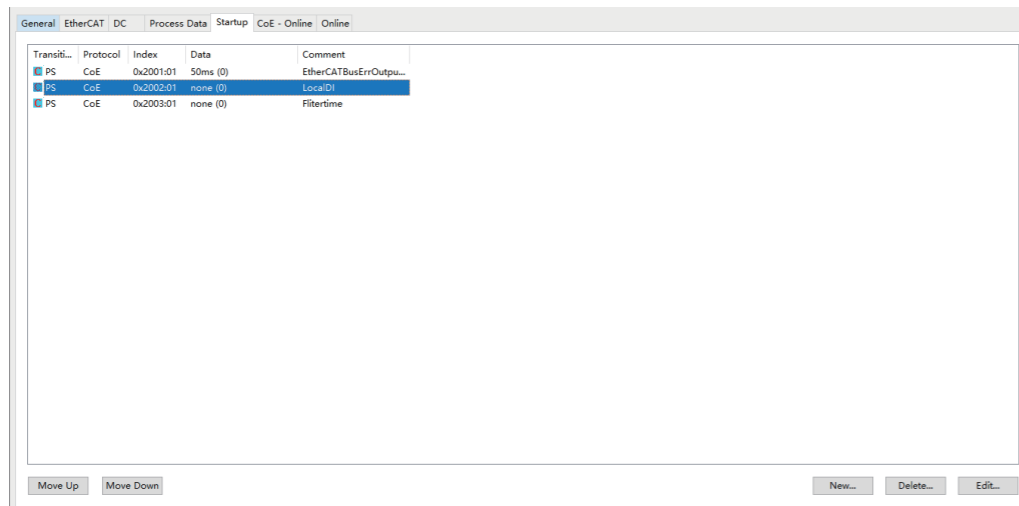 General EtherCAT DC Process Data Startup CoE - Online Online
Transiti... Protocol Index Data Comment
C PS CoE 0x2001:01 50ms (0) EtherCATBusErrOutpu...
C PS CoE 0x2002:01 none (0) LocalDI
C PS CoE 0x2003:01 none (0) Flitertime
Move Up Move Down New... Delete... Edit...